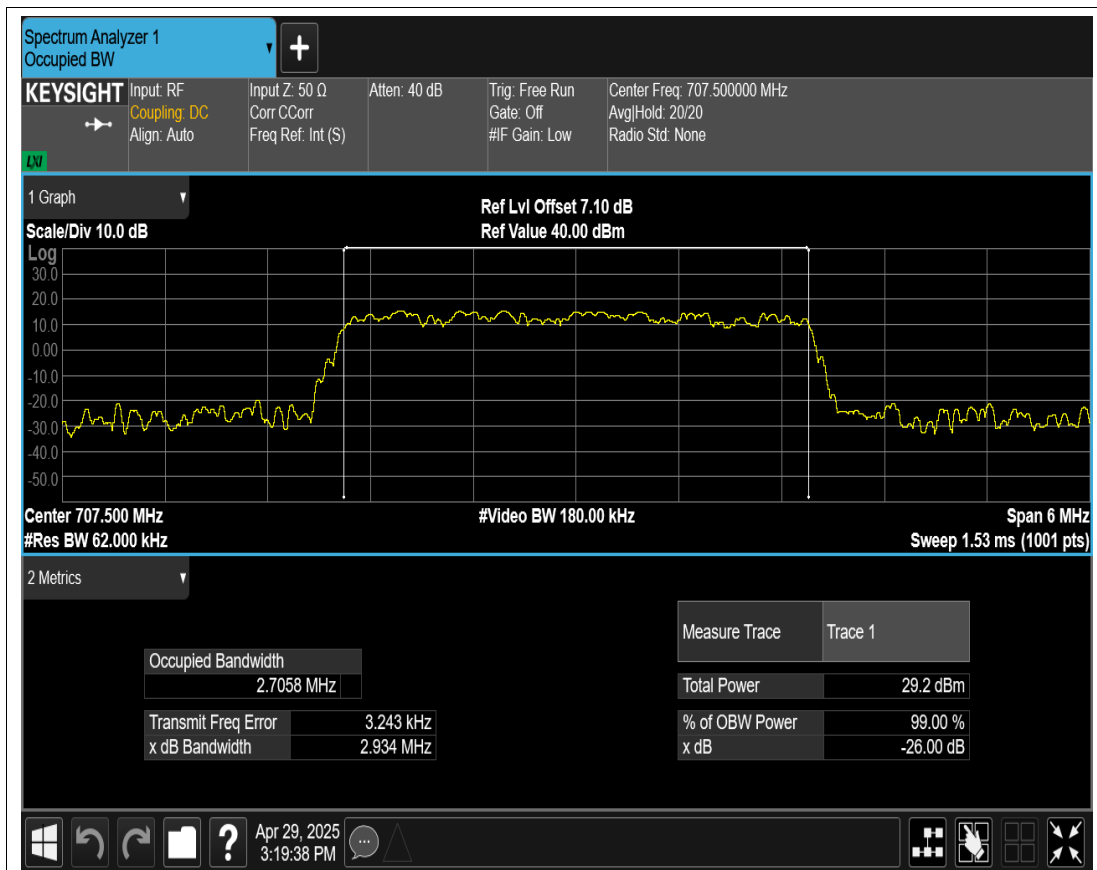 Spectrum Analyzer 1
Occupied BW
KEYSIGHT
LXI
Input: RF
Coupling: DC
Align: Auto
Input Z: 50 Ω
Corr CCorr
Freq Ref: Int (S)
Atten: 40 dB
Trig: Free Run
Gate: Off
#IF Gain: Low
Center Freq: 707.500000 MHz
Avg|Hold: 20/20
Radio Std: None
1 Graph
Scale/Div 10.0 dB
Ref Lvl Offset 7.10 dB
Ref Value 40.00 dBm
Log
30.0
20.0
10.0
0.00
-10.0
-20.0
-30.0
-40.0
-50.0
Center 707.500 MHz
#Res BW 62.000 kHz
#Video BW 180.00 kHz
Span 6 MHz
Sweep 1.53 ms (1001 pts)
2 Metrics
Occupied Bandwidth
2.7058 MHz
Transmit Freq Error 3.243 kHz
x dB Bandwidth 2.934 MHz
Measure Trace Trace 1
Total Power 29.2 dBm
% of OBW Power 99.00 %
x dB -26.00 dB
Apr 29, 2025
3:19:38 PM